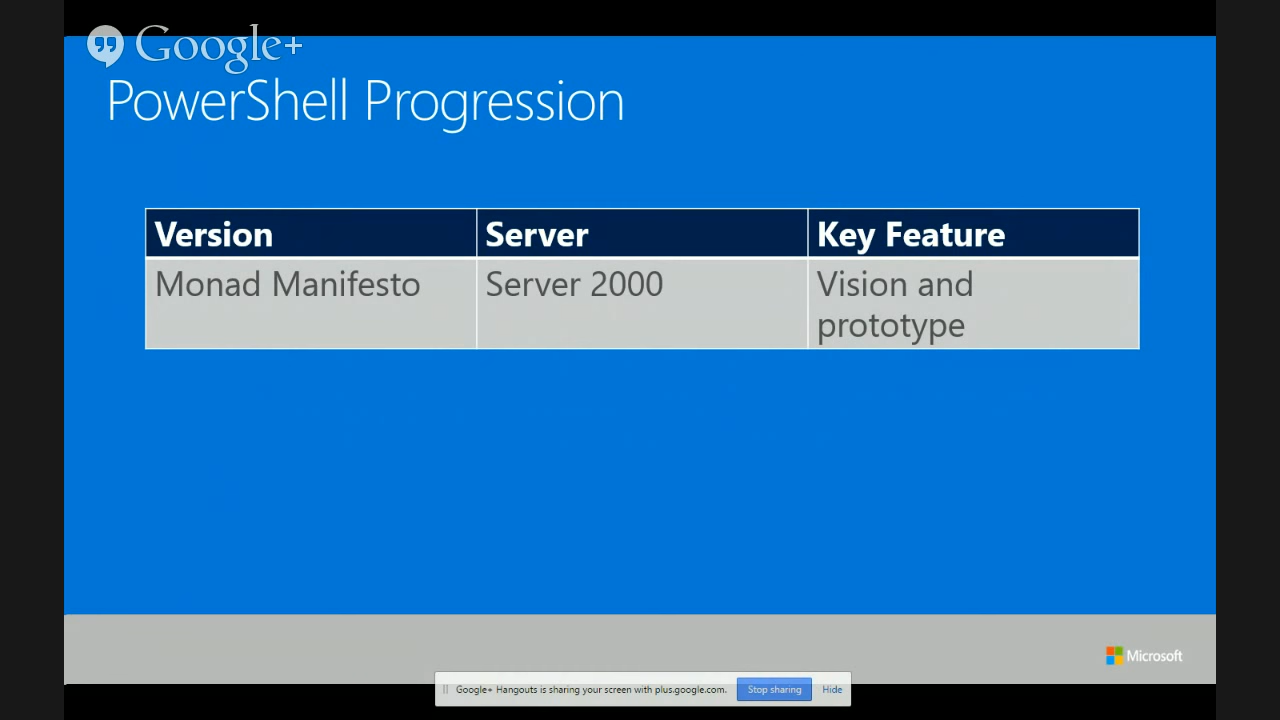 Google+
PowerShell Progression
Version Server Key Feature
Monad Manifesto Server 2000 Vision and
prototype
Microsoft
Google+ Hangouts is sharing your screen with plus.google.com. Stop sharing Hide